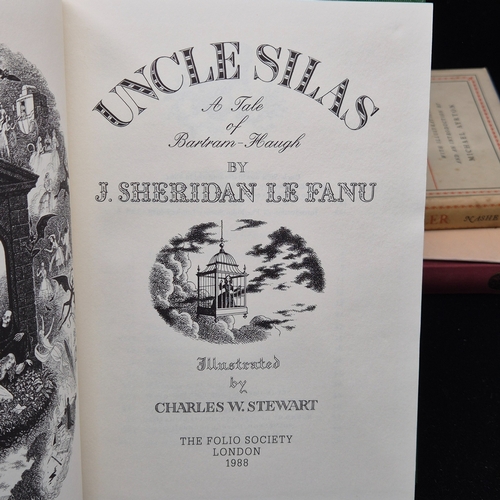 UNCLE SILAS
A Tale
of
Bartram-Haugh
BY
J. SHERIDAN LE FANU
Illustrated
by
CHARLES W. STEWART
THE FOLIO SOCIETY
LONDON
1988